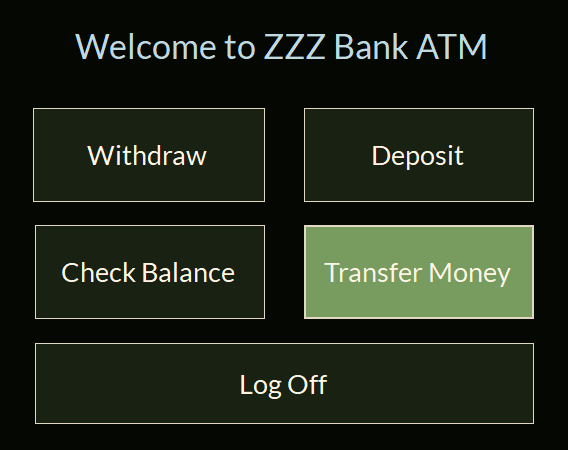 Welcome to ZZZ Bank ATM
Withdraw
Deposit
Check Balance
Transfer Money
Log Off